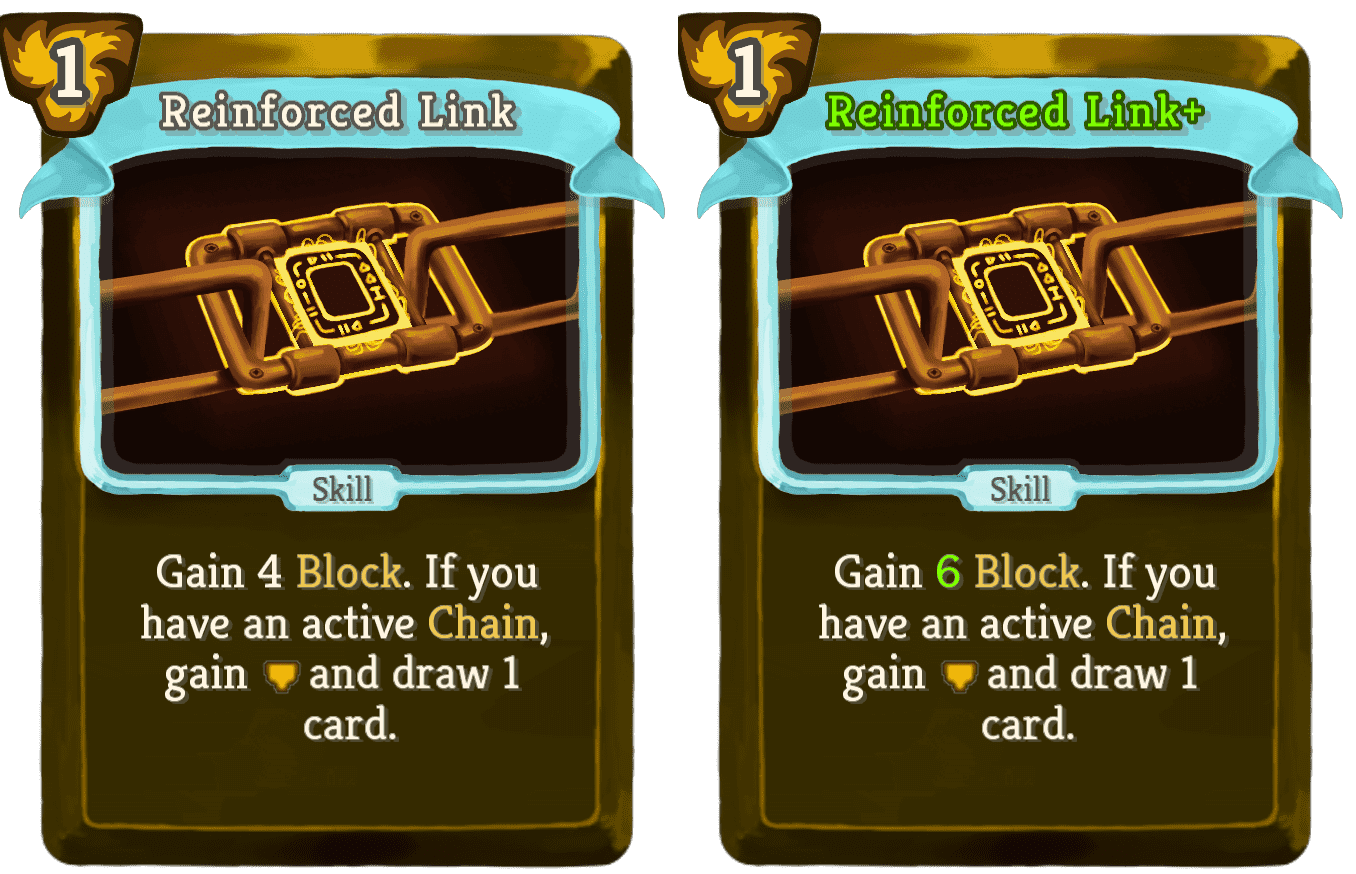 1
Reinforced Link
Skill
Gain 4 Block. If you
have an active Chain,
gain and draw 1
card.
1
Reinforced Link+
Skill
Gain 6 Block. If you
have an active Chain,
gain and draw 1
card.